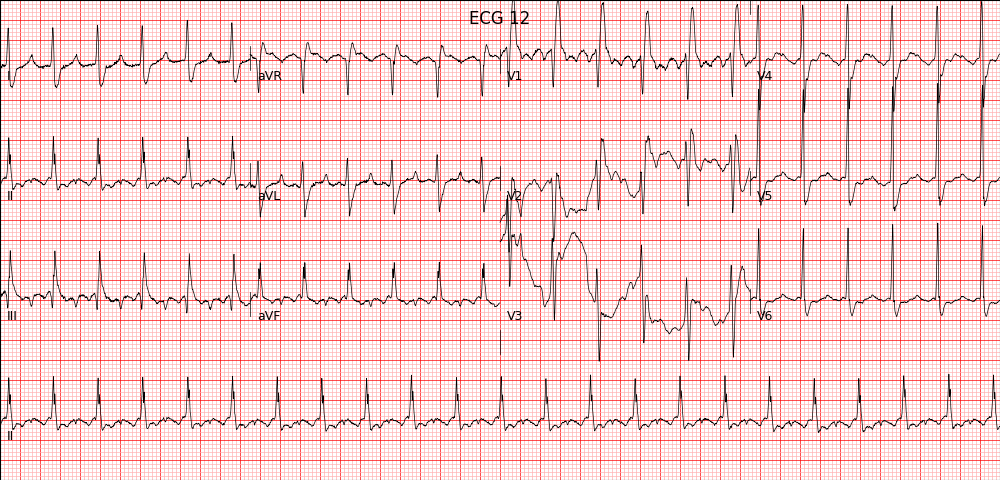 ECG 12
I aVR V1 V4
II aVL V2 V5
III aVF V3 V6
II